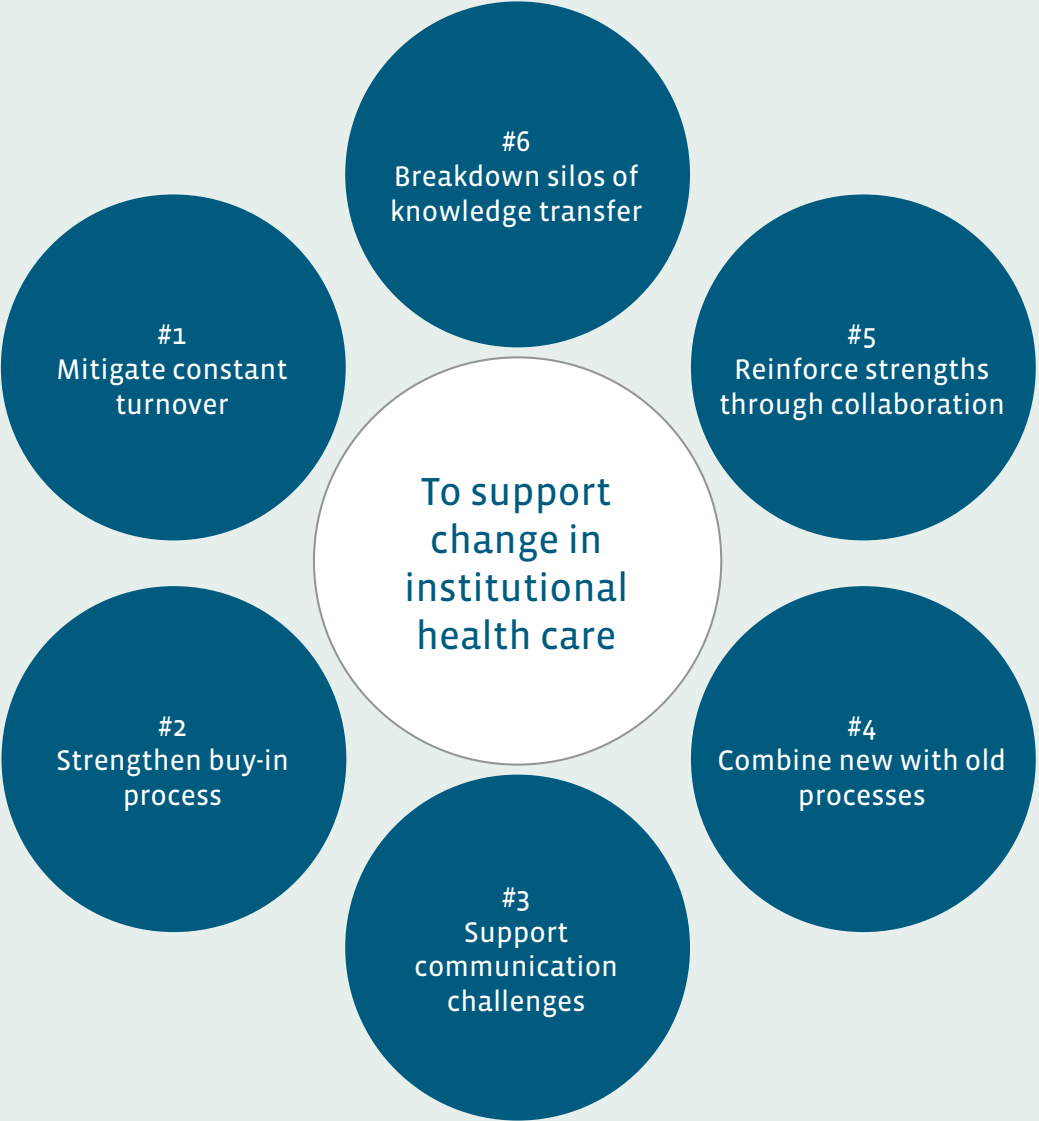 #6
Breakdown silos of
knowledge transfer
#1
Mitigate constant
turnover
#5
Reinforce strengths
through collaboration
To support
change in
institutional
health care
#2
Strengthen buy-in
process
#4
Combine new with old
processes
#3
Support
communication
challenges